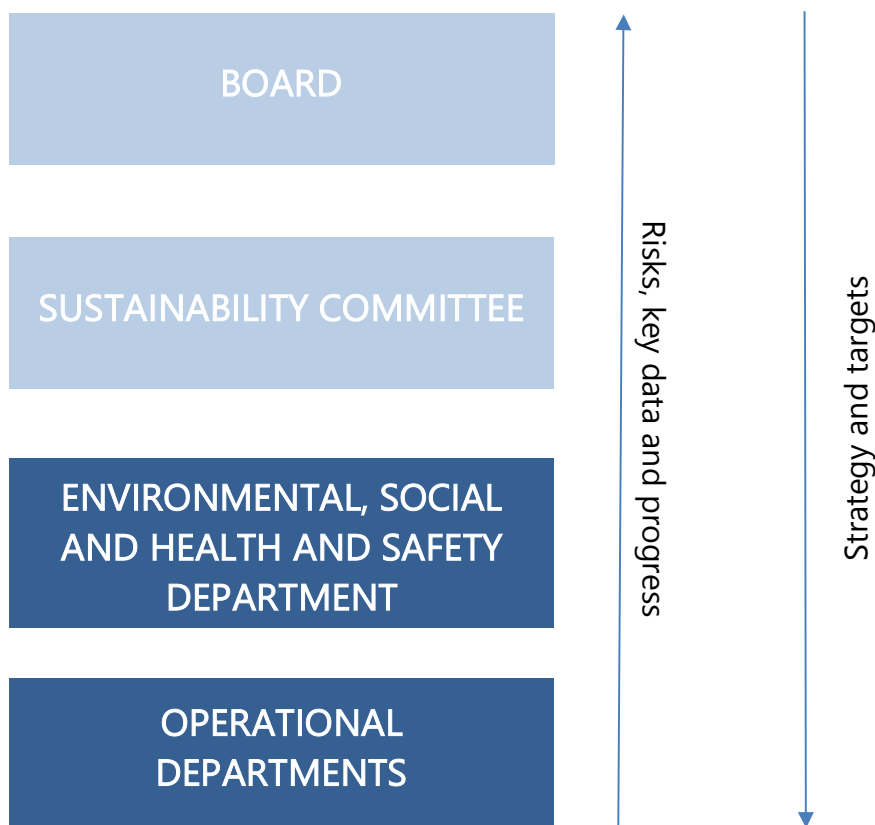 BOARD
SUSTAINABILITY COMMITTEE
ENVIRONMENTAL, SOCIAL
AND HEALTH AND SAFETY
DEPARTMENT
OPERATIONAL
DEPARTMENTS
Risks, key data and progress
Strategy and targets